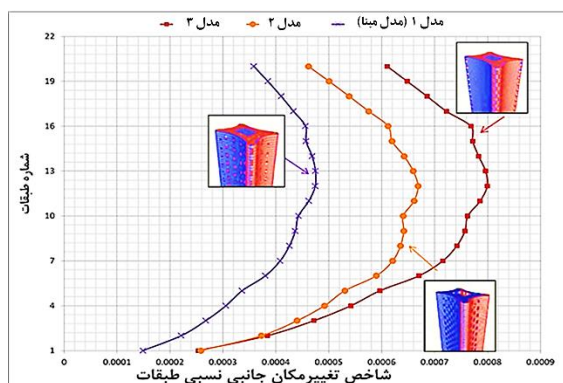 مدل ۱ (مدل مبنا) مدل ۲ مدل ۳
22
19
16
13
10
7
4
1
شماره طبقات
0 0.0001 0.0002 0.0003 0.0004 0.0005 0.0006 0.0007 0.0008 0.0009
شاخص تغییرمکان جانبی نسبی طبقات